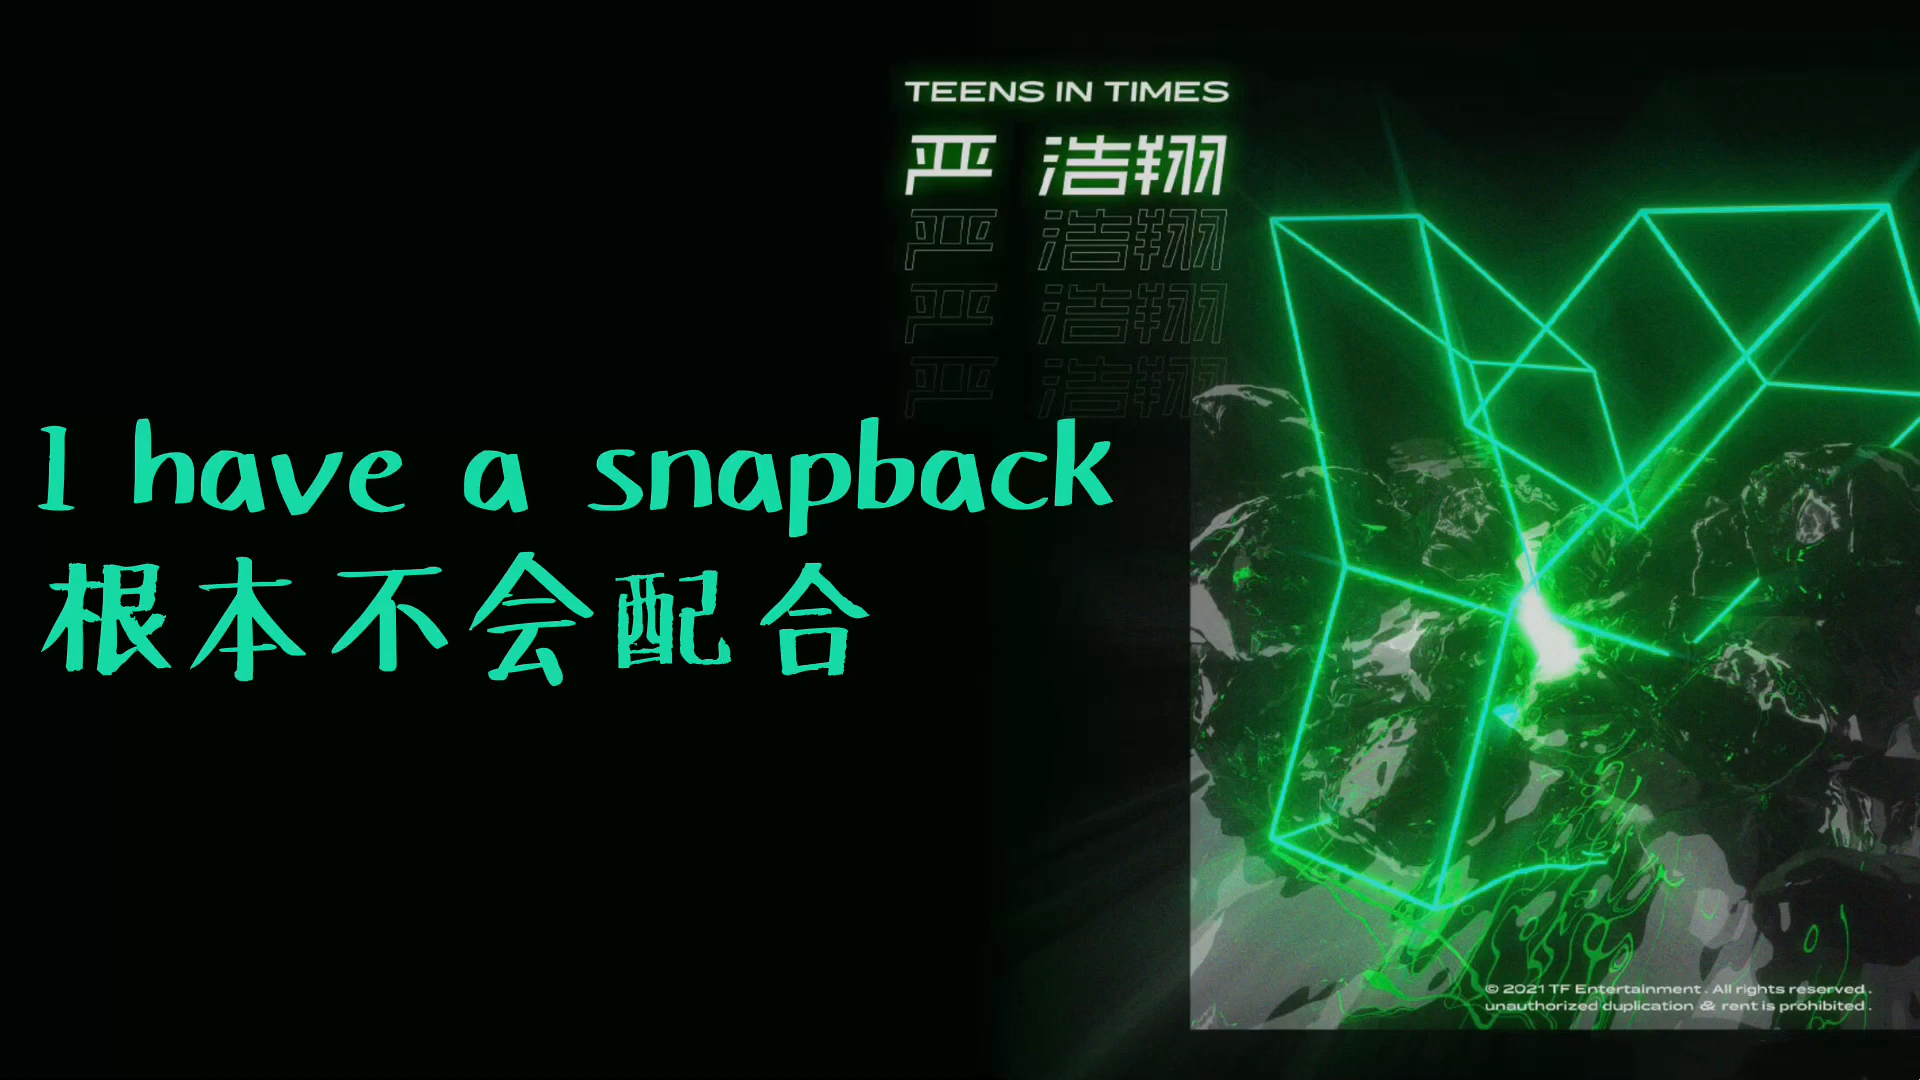 TEENS IN TIMES
严 浩翔
严 浩翔
严 浩翔
严 浩翔
I have a snapback
根本不会配合
© 2021 TF Entertainment . All rights reserved .
unauthorized duplication & rent is prohibited .